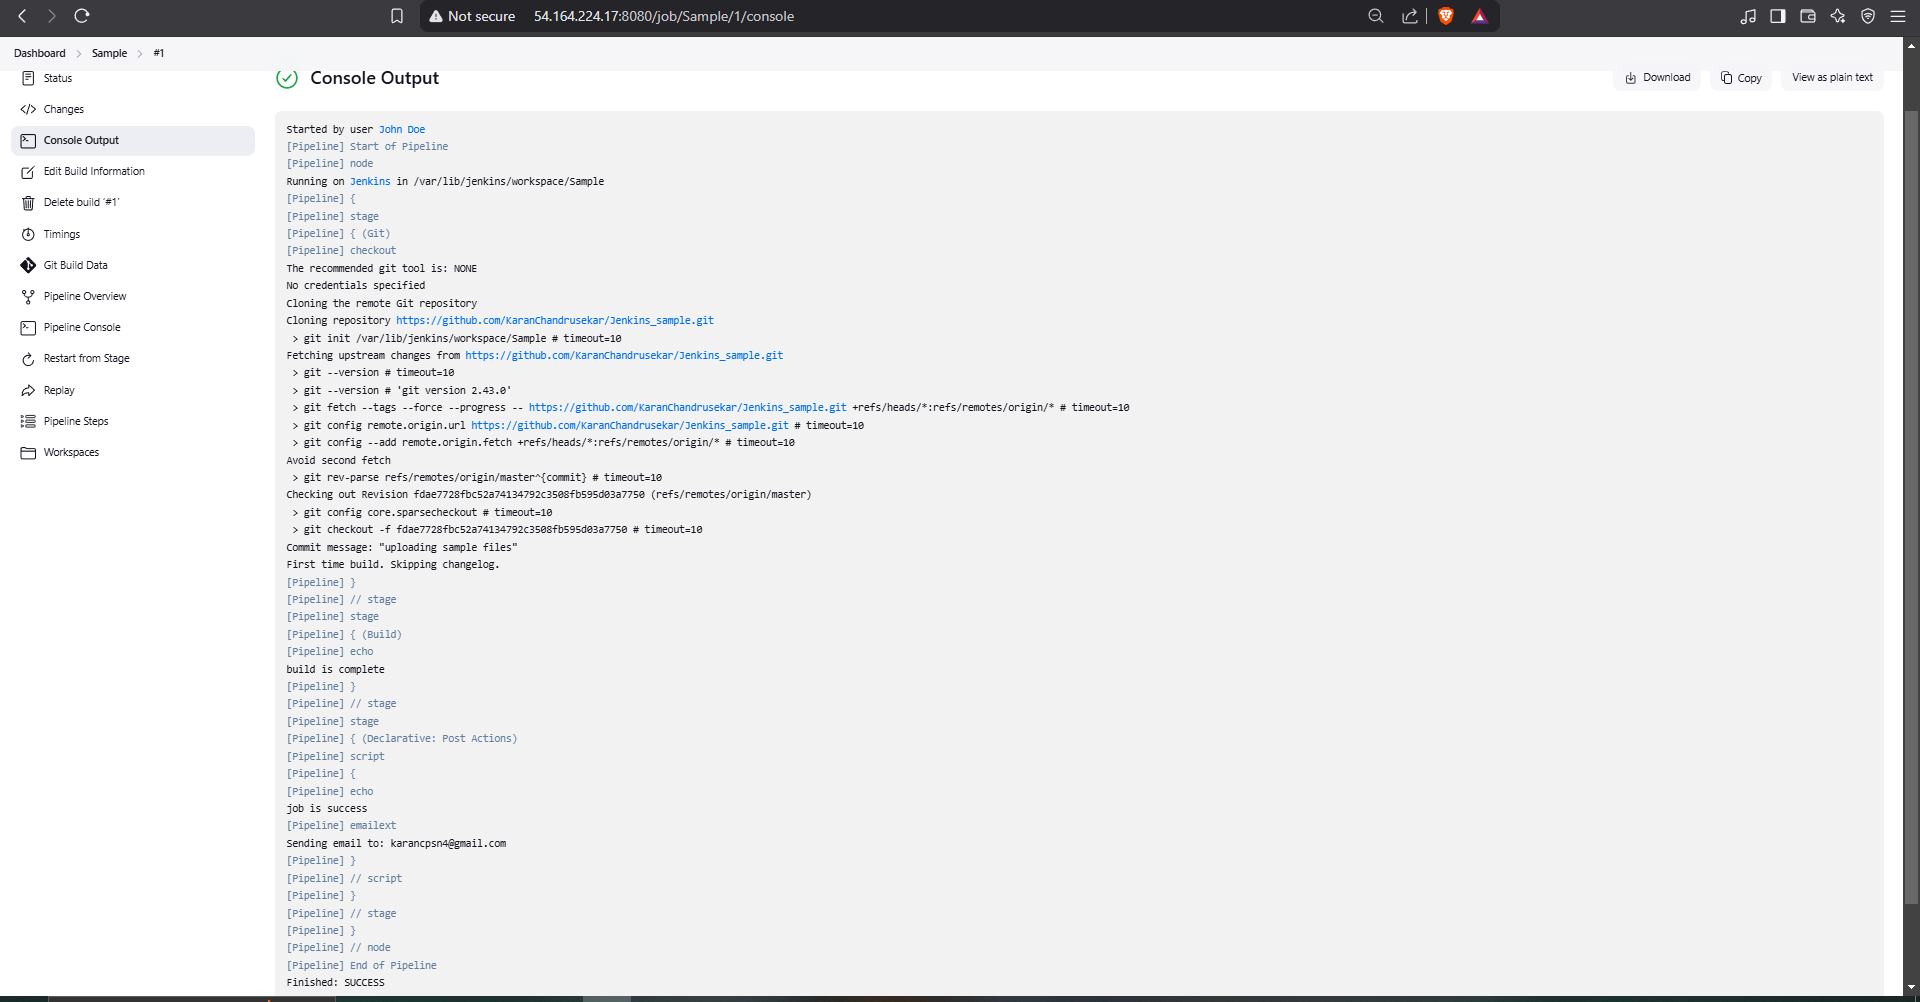 Not secure 54.164.224.17:8080/job/Sample/1/console
Dashboard > Sample > #1
Status
Changes
Console Output
Edit Build Information
Delete build ‘#1’
Timings
Git Build Data
Pipeline Overview
Pipeline Console
Restart from Stage
Replay
Pipeline Steps
Workspaces
Console Output
Download
Copy
View as plain text
Started by user John Doe
[Pipeline] Start of Pipeline
[Pipeline] node
Running on Jenkins in /var/lib/jenkins/workspace/Sample
[Pipeline] {
[Pipeline] stage
[Pipeline] { (Git)
[Pipeline] checkout
The recommended git tool is: NONE
No credentials specified
Cloning the remote Git repository
Cloning repository https://github.com/KaranChandrusekar/Jenkins_sample.git
 > git init /var/lib/jenkins/workspace/Sample # timeout=10
Fetching upstream changes from https://github.com/KaranChandrusekar/Jenkins_sample.git
 > git --version # timeout=10
 > git --version # 'git version 2.43.0'
 > git fetch --tags --force --progress -- https://github.com/KaranChandrusekar/Jenkins_sample.git +refs/heads/*:refs/remotes/origin/* # timeout=10
 > git config remote.origin.url https://github.com/KaranChandrusekar/Jenkins_sample.git # timeout=10
 > git config --add remote.origin.fetch +refs/heads/*:refs/remotes/origin/* # timeout=10
Avoid second fetch
 > git rev-parse refs/remotes/origin/master^{commit} # timeout=10
Checking out Revision fdae7728fbc52a74134792c3508fb595d03a7750 (refs/remotes/origin/master)
 > git config core.sparsecheckout # timeout=10
 > git checkout -f fdae7728fbc52a74134792c3508fb595d03a7750 # timeout=10
Commit message: "uploading sample files"
First time build. Skipping changelog.
[Pipeline] }
[Pipeline] // stage
[Pipeline] stage
[Pipeline] { (Build)
[Pipeline] echo
build is complete
[Pipeline] }
[Pipeline] // stage
[Pipeline] stage
[Pipeline] { (Declarative: Post Actions)
[Pipeline] script
[Pipeline] {
[Pipeline] echo
job is success
[Pipeline] emailext
Sending email to: karancpsn4@gmail.com
[Pipeline] }
[Pipeline] // script
[Pipeline] }
[Pipeline] // stage
[Pipeline] }
[Pipeline] // node
[Pipeline] End of Pipeline
Finished: SUCCESS